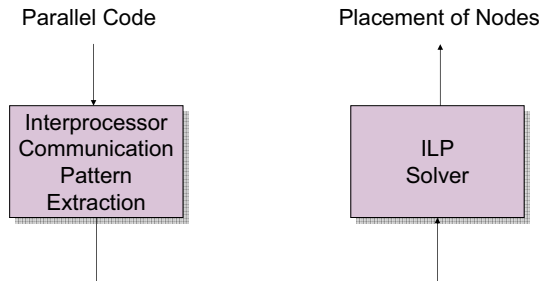 Parallel Code
Placement of Nodes
Interprocessor
Communication
Pattern
Extraction
ILP
Solver